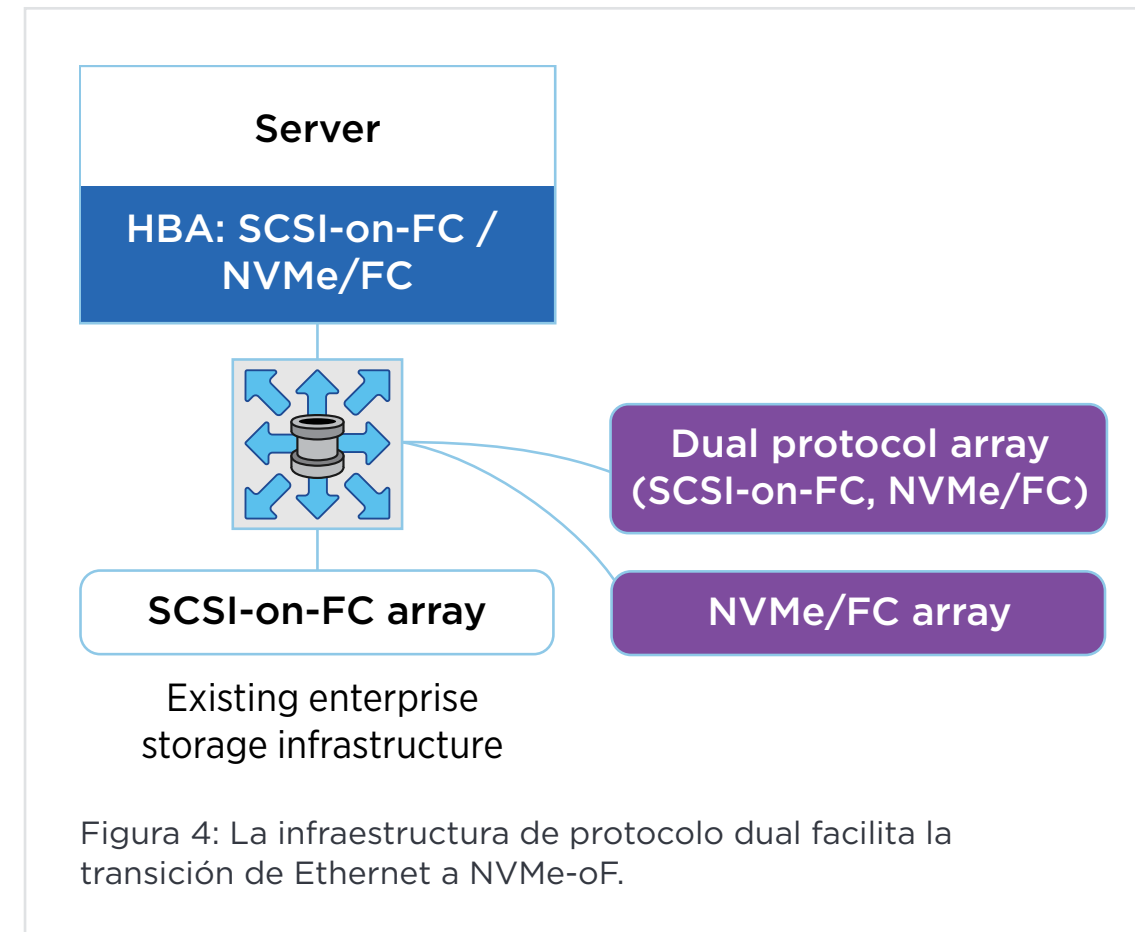 Server
HBA: SCSI-on-FC /
NVMe/FC
Dual protocol array
(SCSI-on-FC, NVMe/FC)
SCSI-on-FC array
NVMe/FC array
Existing enterprise
storage infrastructure
Figura 4: La infraestructura de protocolo dual facilita la
transición de Ethernet a NVMe-oF.